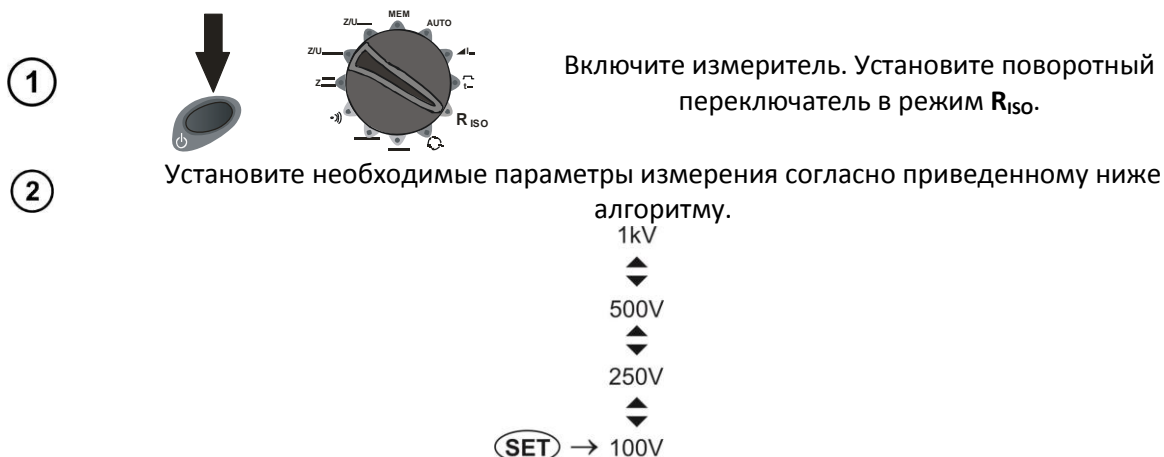 1
MEM
Z/U
AUTO
Z/U
I
Z
t
R ISO
Включите измеритель. Установите поворотный
переключатель в режим RISO.
2
Установите необходимые параметры измерения согласно приведенному ниже
алгоритму.
1kV
500V
250V
SET → 100V